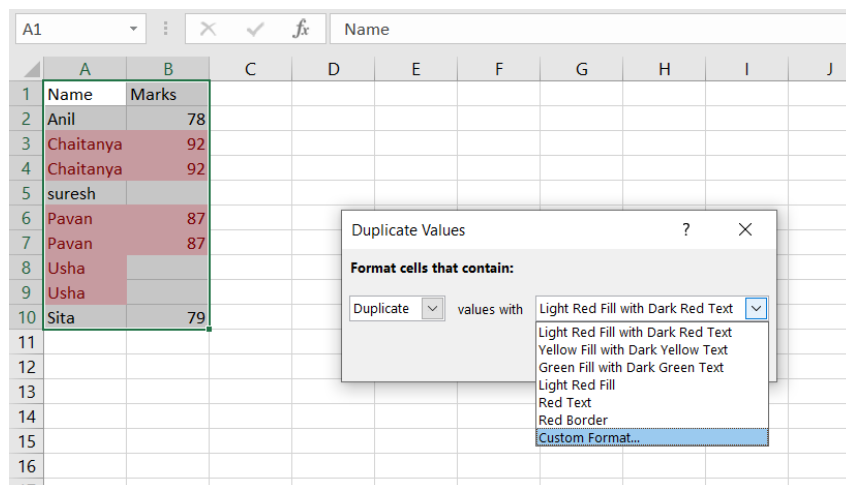 A1 fx Name
A B C D E F G H I J
1 Name Marks
2 Anil 78
3 Chaitanya 92
4 Chaitanya 92
5 suresh
6 Pavan 87
7 Pavan 87
8 Usha
9 Usha
10 Sita 79
11
12
13
14
15
16
Duplicate Values ?
Format cells that contain:
Duplicate values with Light Red Fill with Dark Red Text
Light Red Fill with Dark Red Text
Yellow Fill with Dark Yellow Text
Green Fill with Dark Green Text
Light Red Fill
Red Text
Red Border
Custom Format...